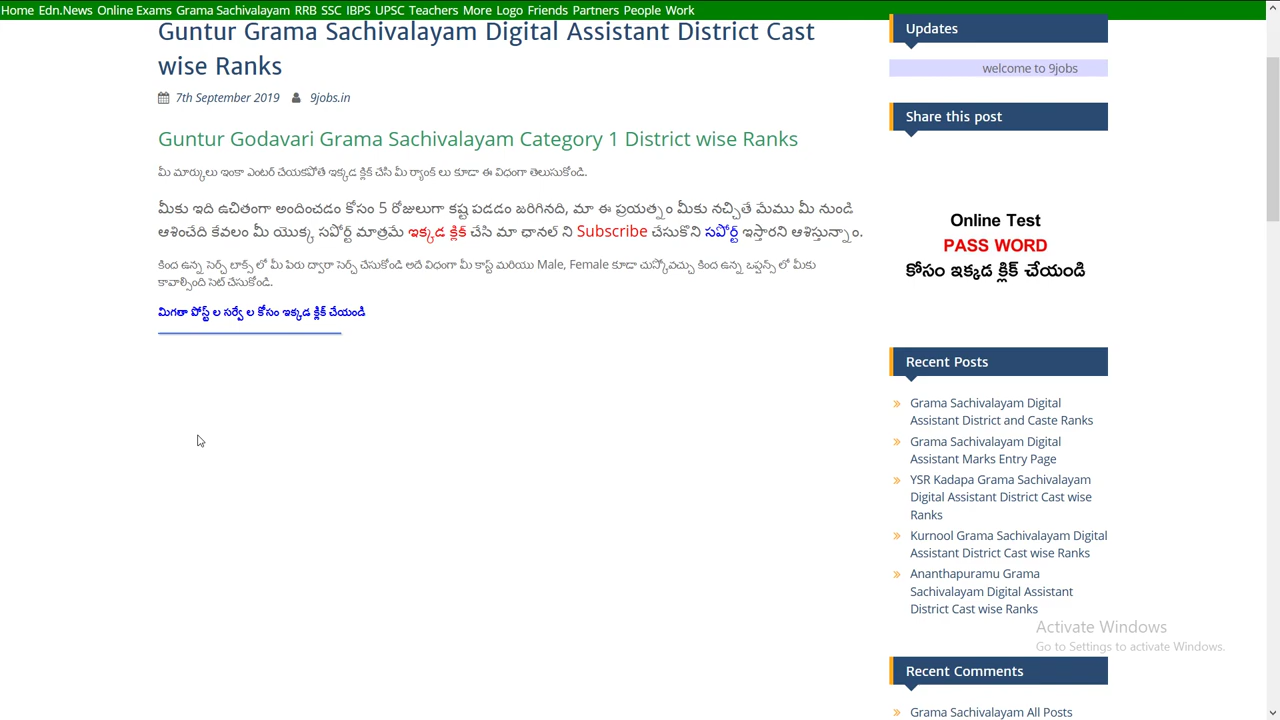 Home Edn.News Online Exams Grama Sachivalayam RRB SSC IBPS UPSC Teachers More Logo Friends Partners People Work
Guntur Grama Sachivalayam Digital Assistant District Cast
wise Ranks
7th September 2019 9jobs.in
Guntur Godavari Grama Sachivalayam Category 1 District wise Ranks
మీ మార్కులు ఇంకా ఎంటర్ చేయకపోతే ఇక్కడ క్లిక్ చేసి మీ ర్యాంక్ లు కూడా ఈ విధంగా తెలుసుకోండి.
మీకు ఇది ఉచితంగా అందించడం కోసం 5 రోజులుగా కష్ట పడడం జరిగినది, మా ఈ ప్రయత్నం మీకు నచ్చితే మేము మీ నుండి
ఆశించేది కేవలం మీ యొక్క సపోర్ట్ మాత్రమే ఇక్కడ క్లిక్ చేసి మా ఛానల్ ని Subscribe చేసుకొని సపోర్ట్ ఇస్తారని ఆశిస్తున్నాం.
కింద ఉన్న సెర్చ్ బాక్స్ లో మీ పేరు ద్వారా సెర్చ్ చేసుకోండి అదే విధంగా మీ కాస్ట్ మరియు Male, Female కూడా చుస్కోవచ్చు కింద ఉన్న ఒప్షన్స్ లో మీకు
కావాల్సింది సెట్ చేసుకోండి.
మిగతా పోస్ట్ ల సర్వే ల కోసం ఇక్కడ క్లిక్ చేయండి
Updates
welcome to 9jobs
Share this post
Online Test
PASS WORD
కోసం ఇక్కడ క్లిక్ చేయండి
Recent Posts
Grama Sachivalayam Digital
Assistant District and Caste Ranks
Grama Sachivalayam Digital
Assistant Marks Entry Page
YSR Kadapa Grama Sachivalayam
Digital Assistant District Cast wise
Ranks
Kurnool Grama Sachivalayam Digital
Assistant District Cast wise Ranks
Ananthapuramu Grama
Sachivalayam Digital Assistant
District Cast wise Ranks
Activate Windows
Go to Settings to activate Windows.
Recent Comments
Grama Sachivalayam All Posts